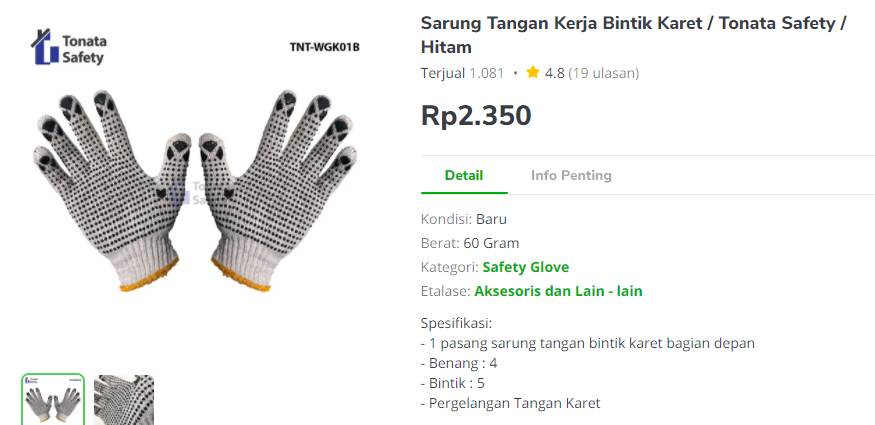 Tonata
Safety
TNT-WGK01B
Sarung Tangan Kerja Bintik Karet / Tonata Safety /
Hitam
Terjual 1.081 • 4.8 (19 ulasan)
Rp2.350
Detail
Info Penting
Kondisi: Baru
Berat: 60 Gram
Kategori: Safety Glove
Etalase: Aksesoris dan Lain - lain
Spesifikasi:
- 1 pasang sarung tangan bintik karet bagian depan
- Benang : 4
- Bintik : 5
- Pergelangan Tangan Karet